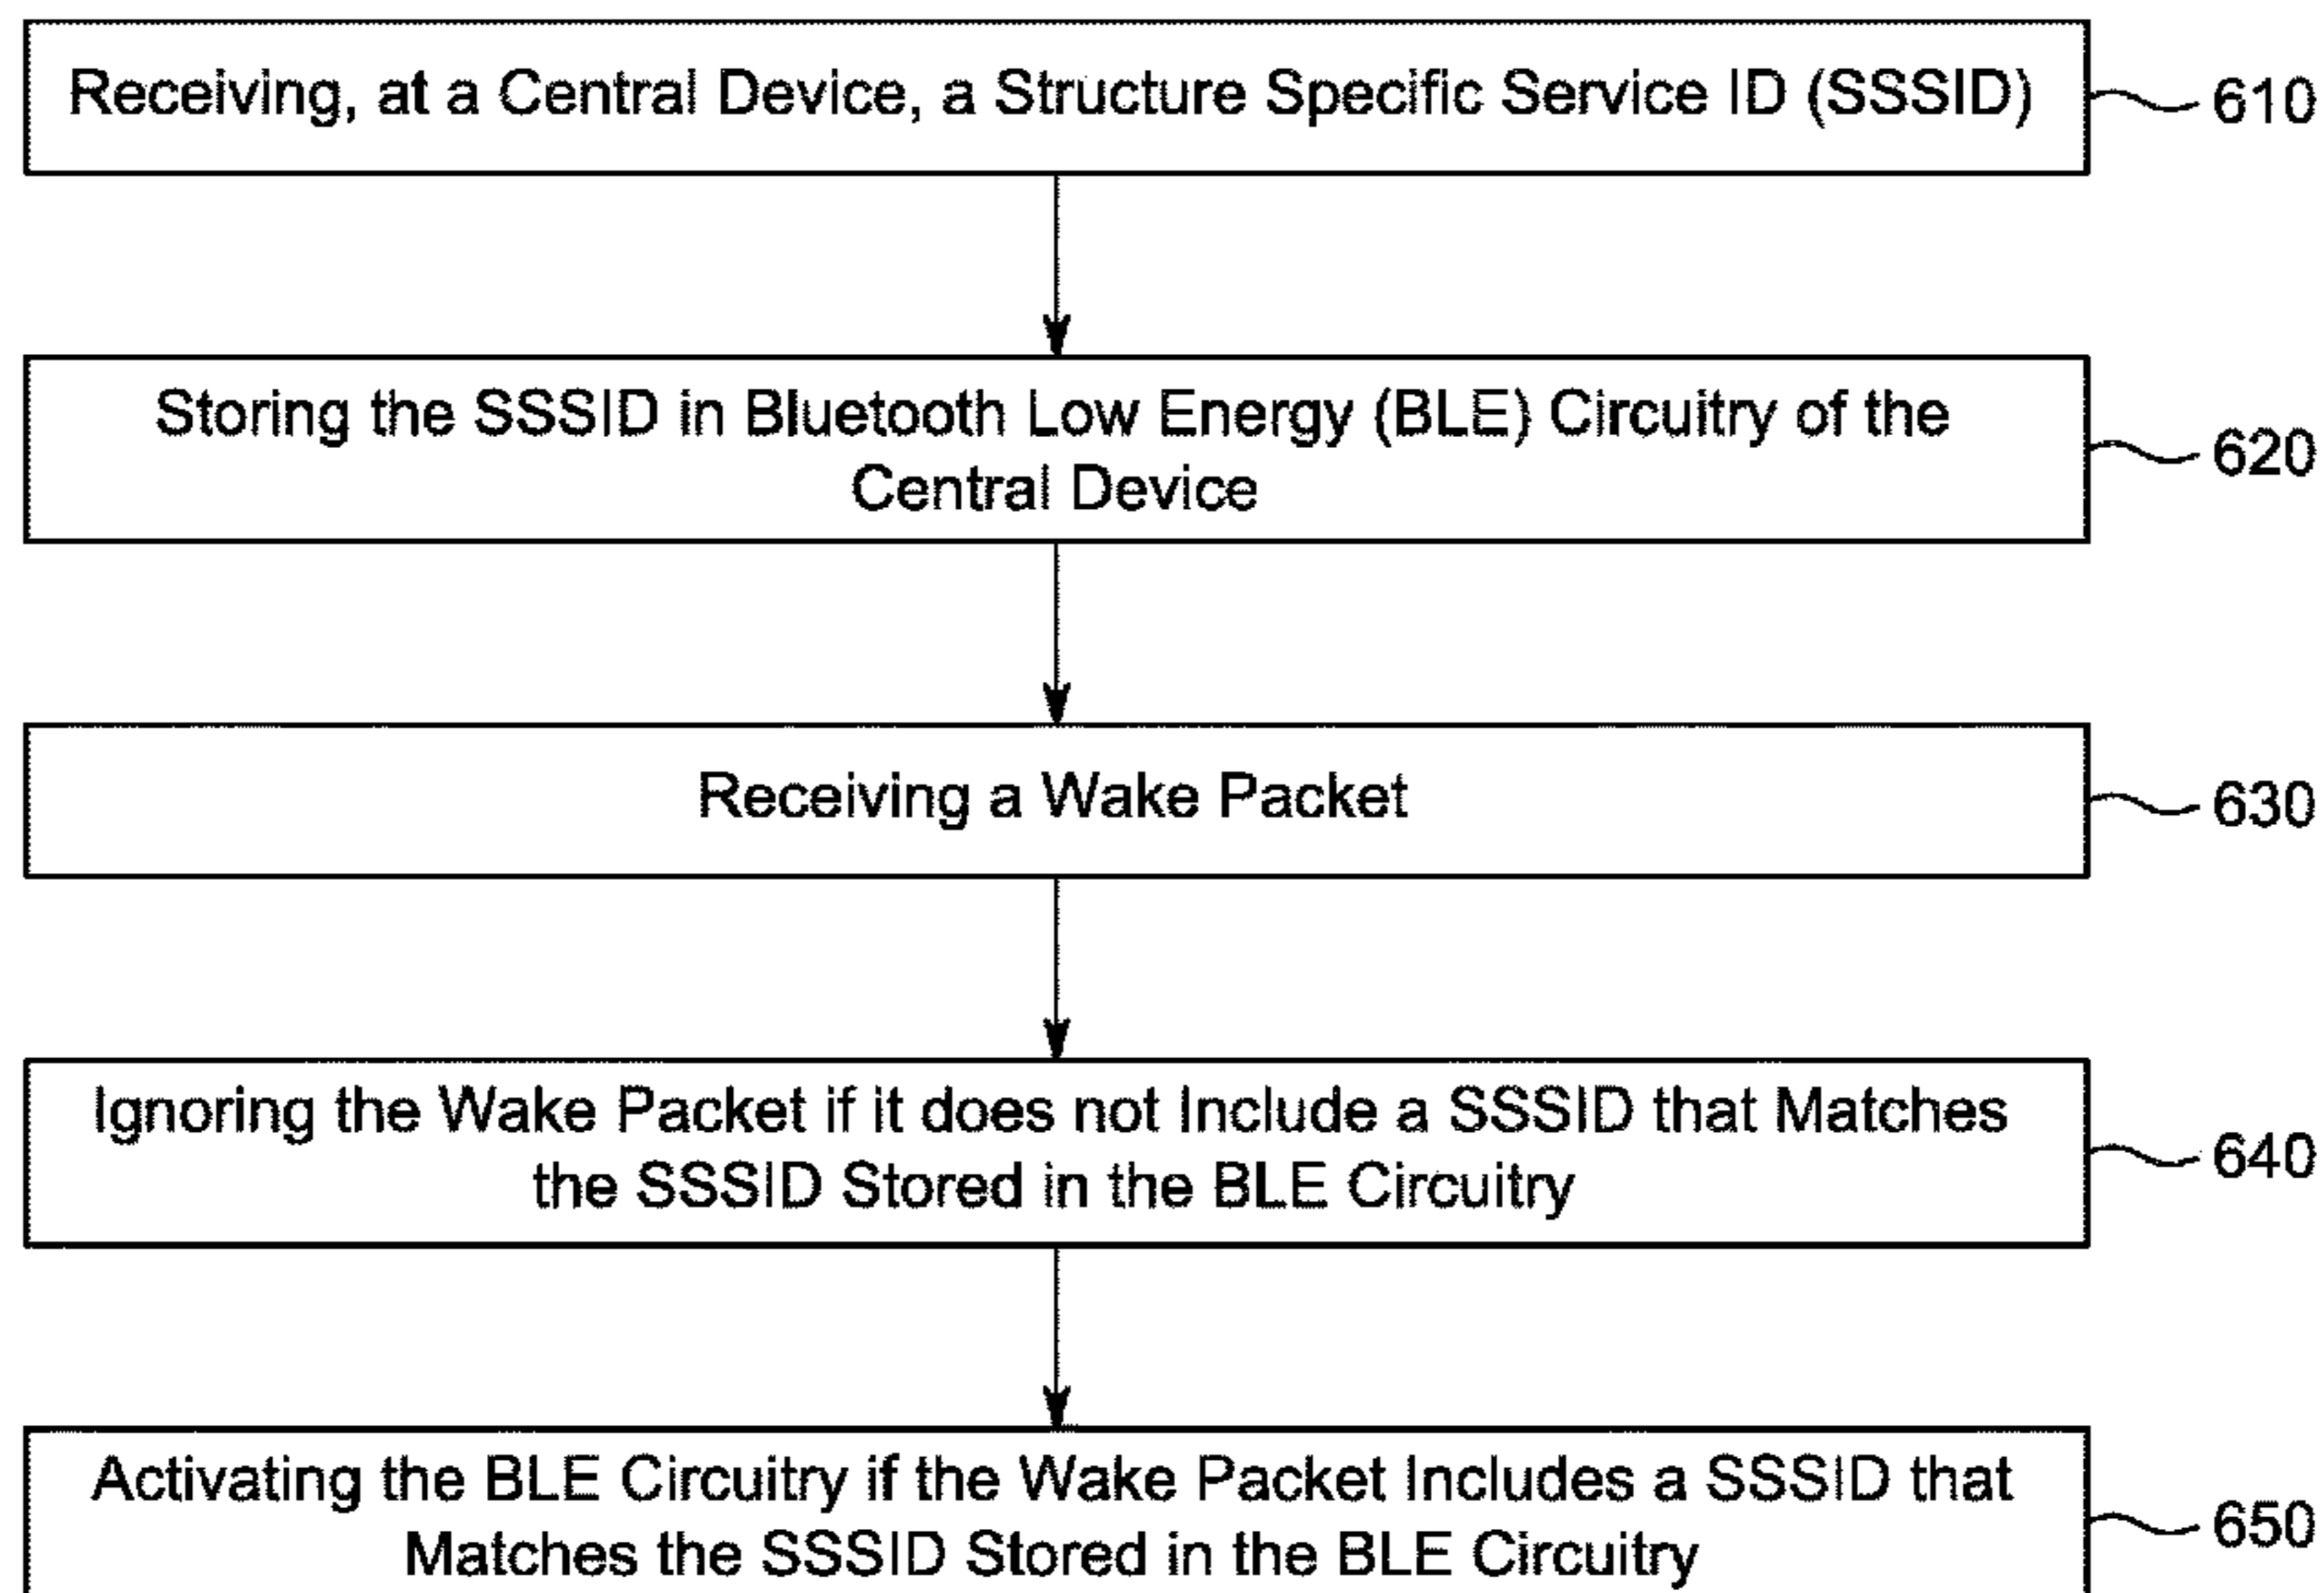 Receiving, at a Central Device, a Structure Specific Service ID (SSSID)
610
Storing the SSSID in Bluetooth Low Energy (BLE) Circuitry of the
Central Device
620
Receiving a Wake Packet
630
Ignoring the Wake Packet if it does not Include a SSSID that Matches
the SSSID Stored in the BLE Circuitry
640
Activating the BLE Circuitry if the Wake Packet Includes a SSSID that
Matches the SSSID Stored in the BLE Circuitry
650